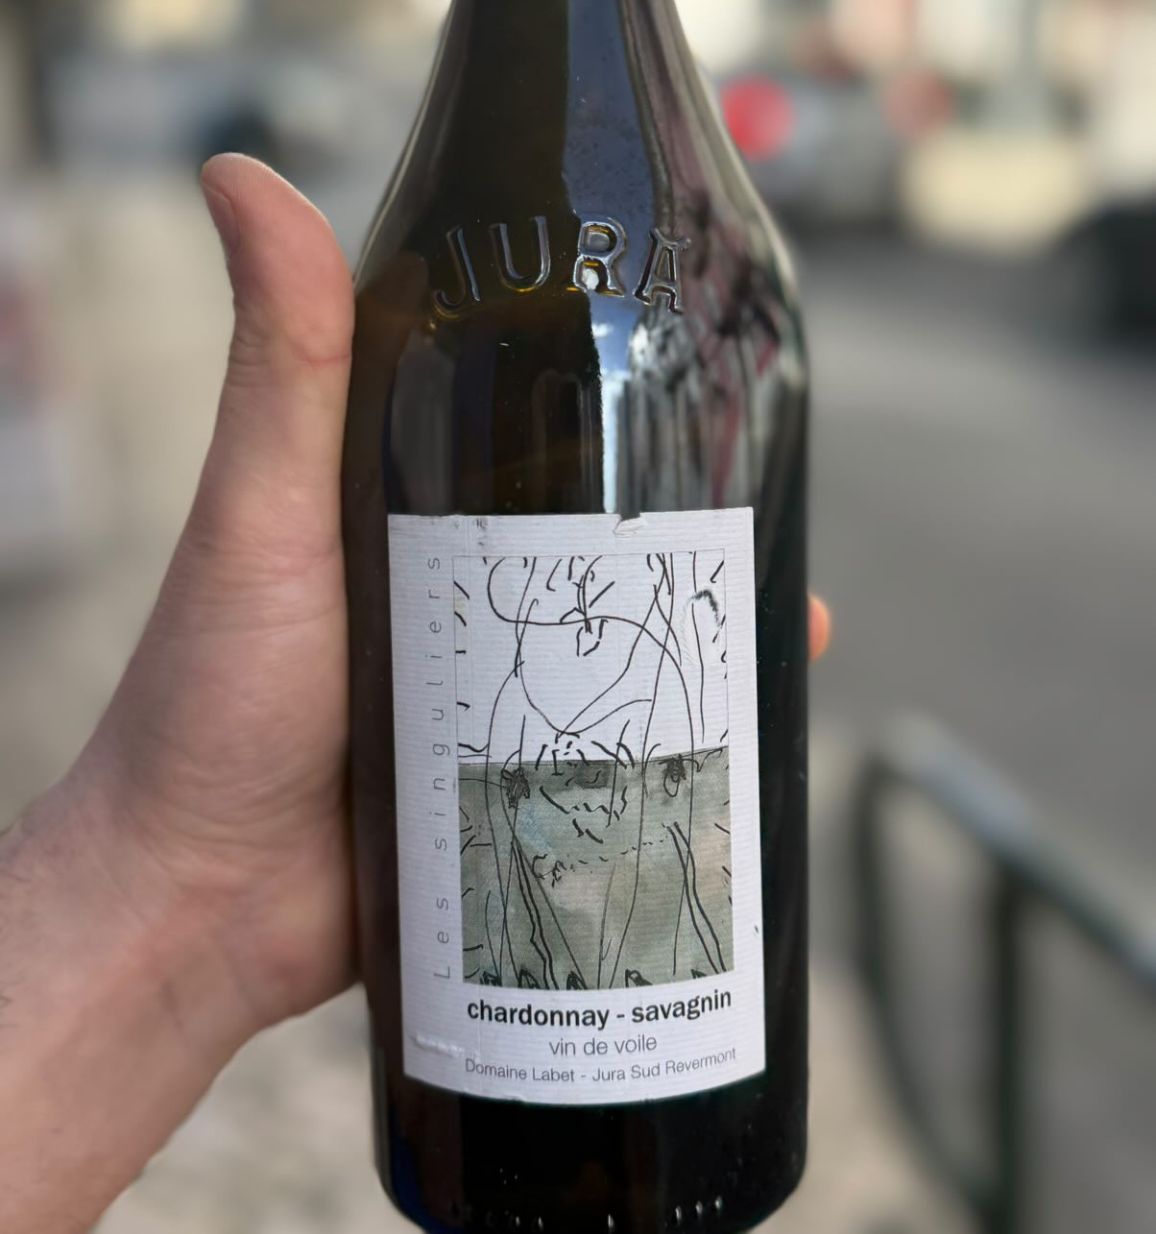 JURA
Les singuliers
chardonnay - savagnin
vin de voile
Domaine Labet - Jura Sud Revermont